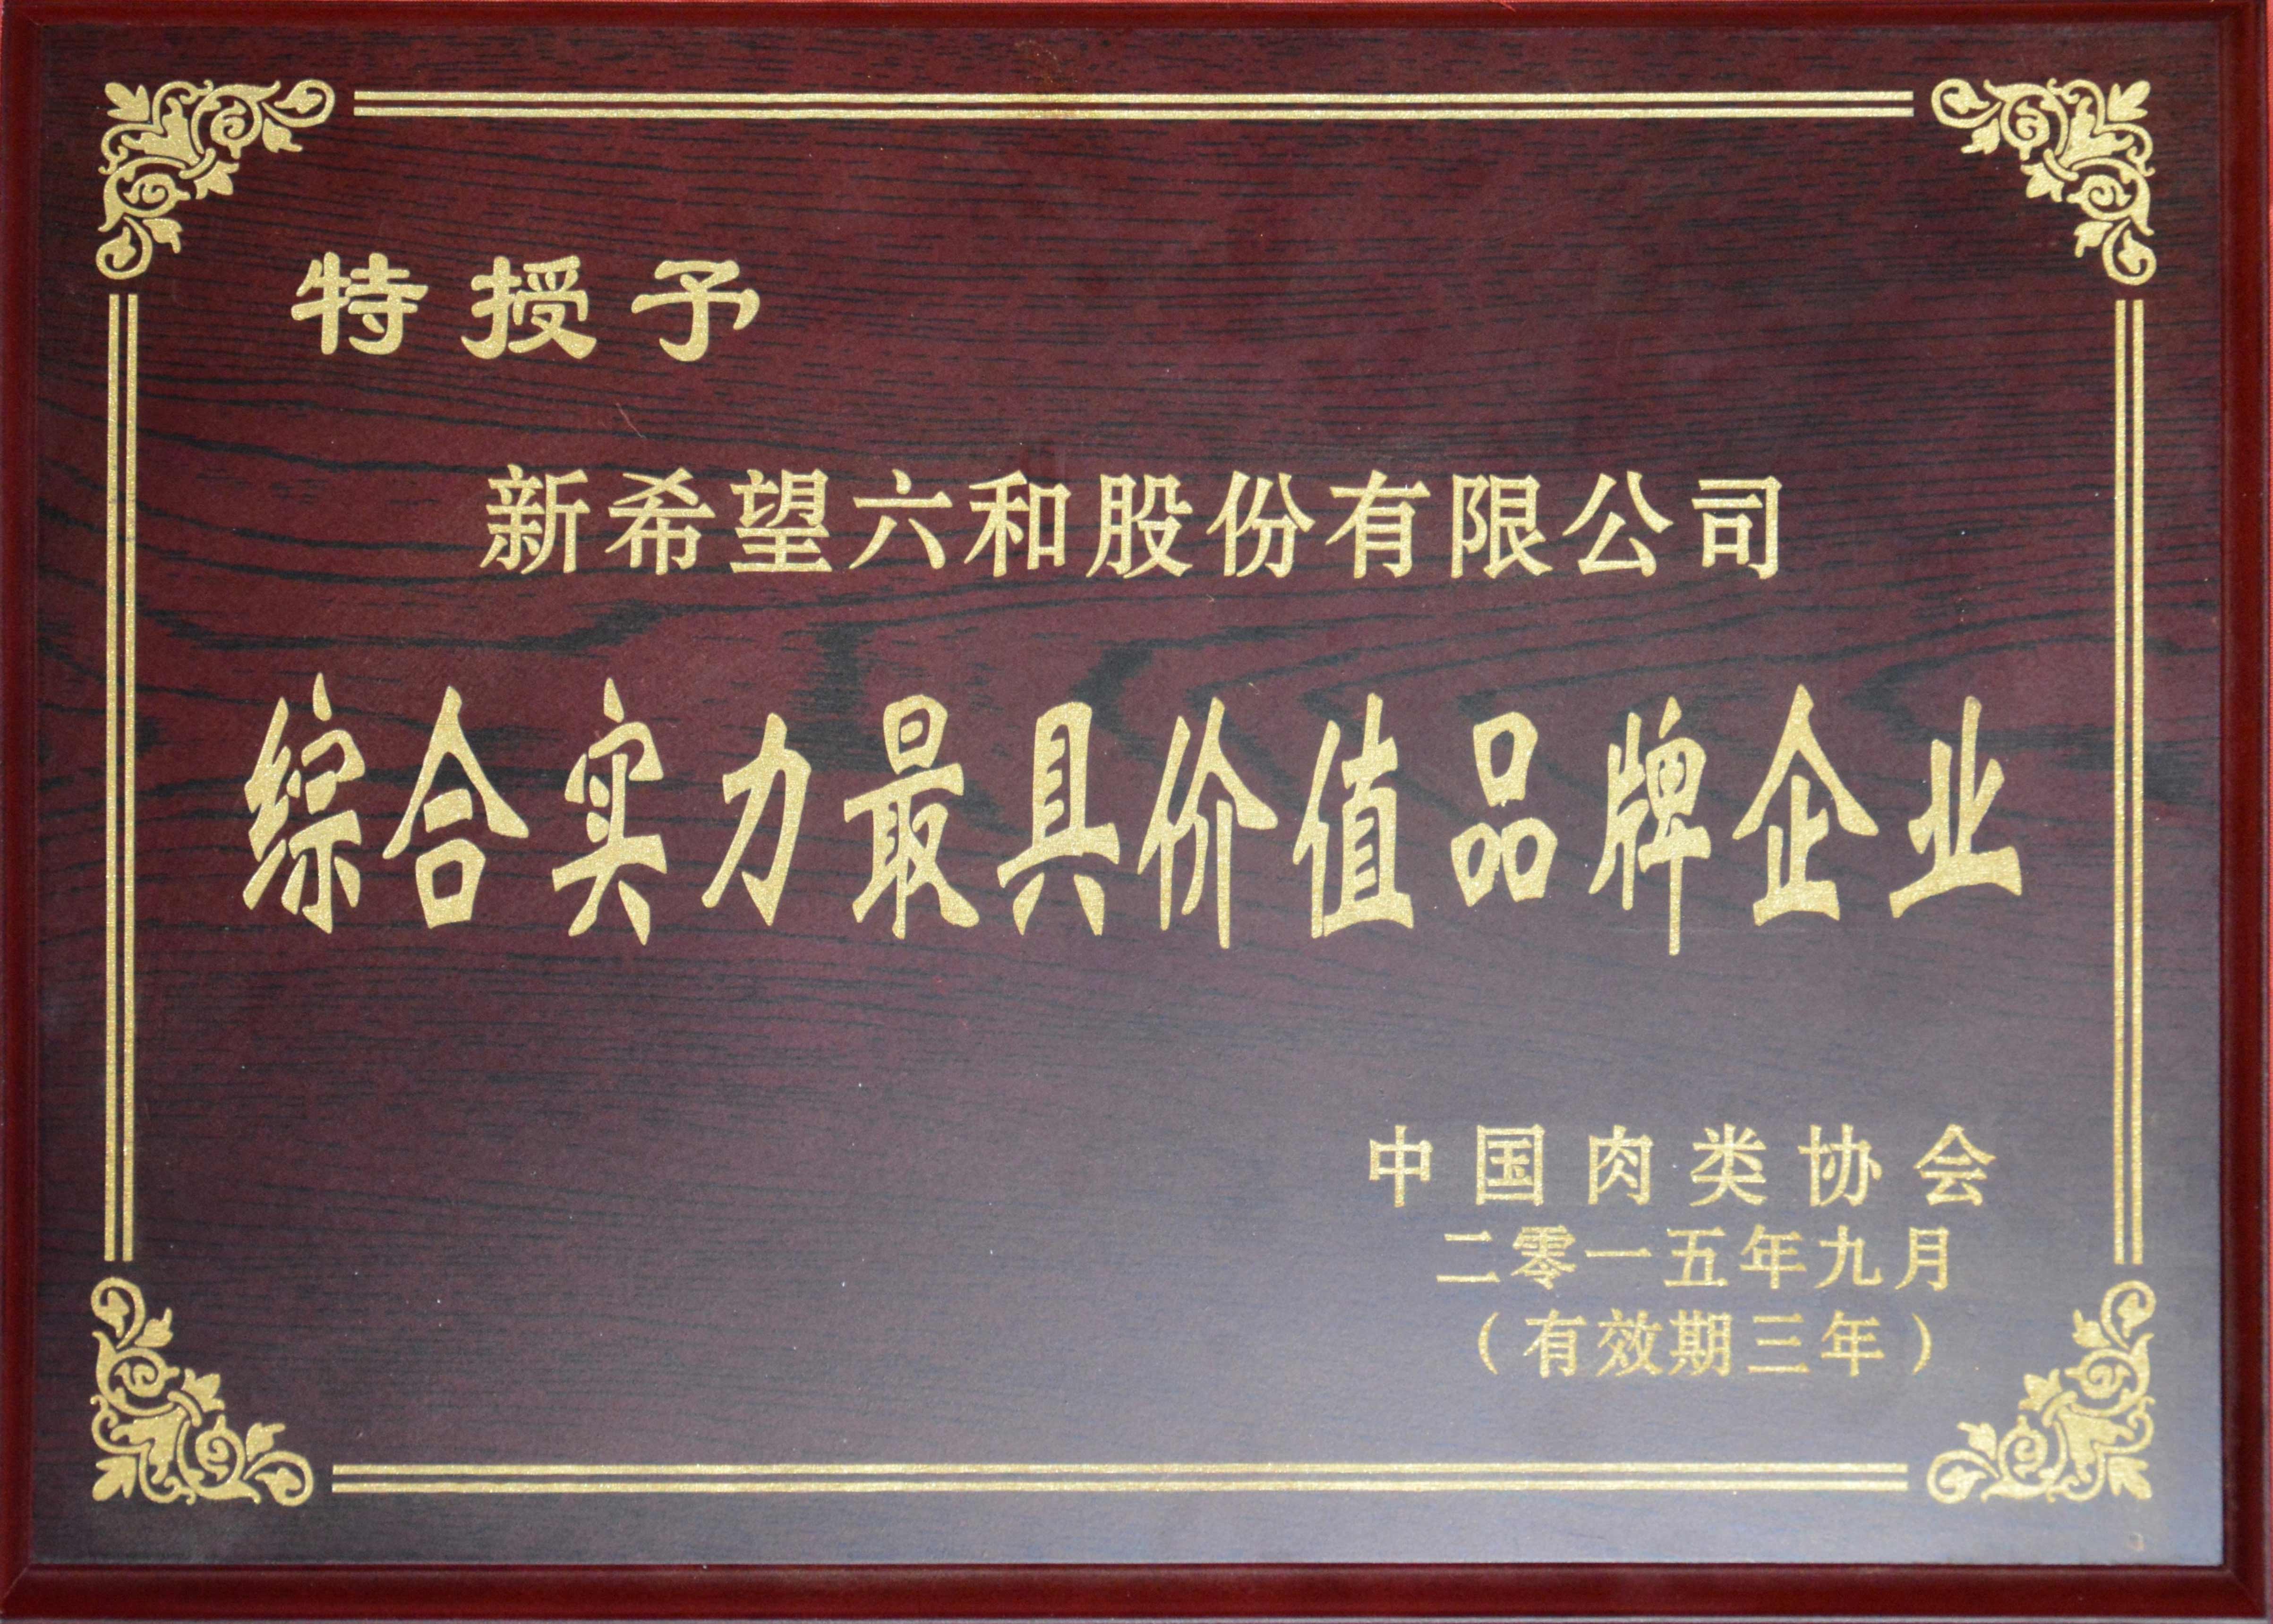 特授予
新希望六和股份有限公司
综合实力最具价值品牌企业
中国肉类协会
二零一五年九月
（有效期三年）